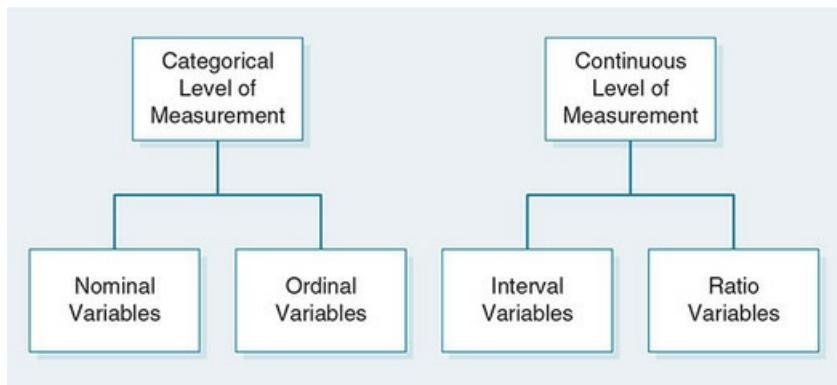 Categorical
Level of
Measurement
Continuous
Level of
Measurement
Nominal
Variables
Ordinal
Variables
Interval
Variables
Ratio
Variables